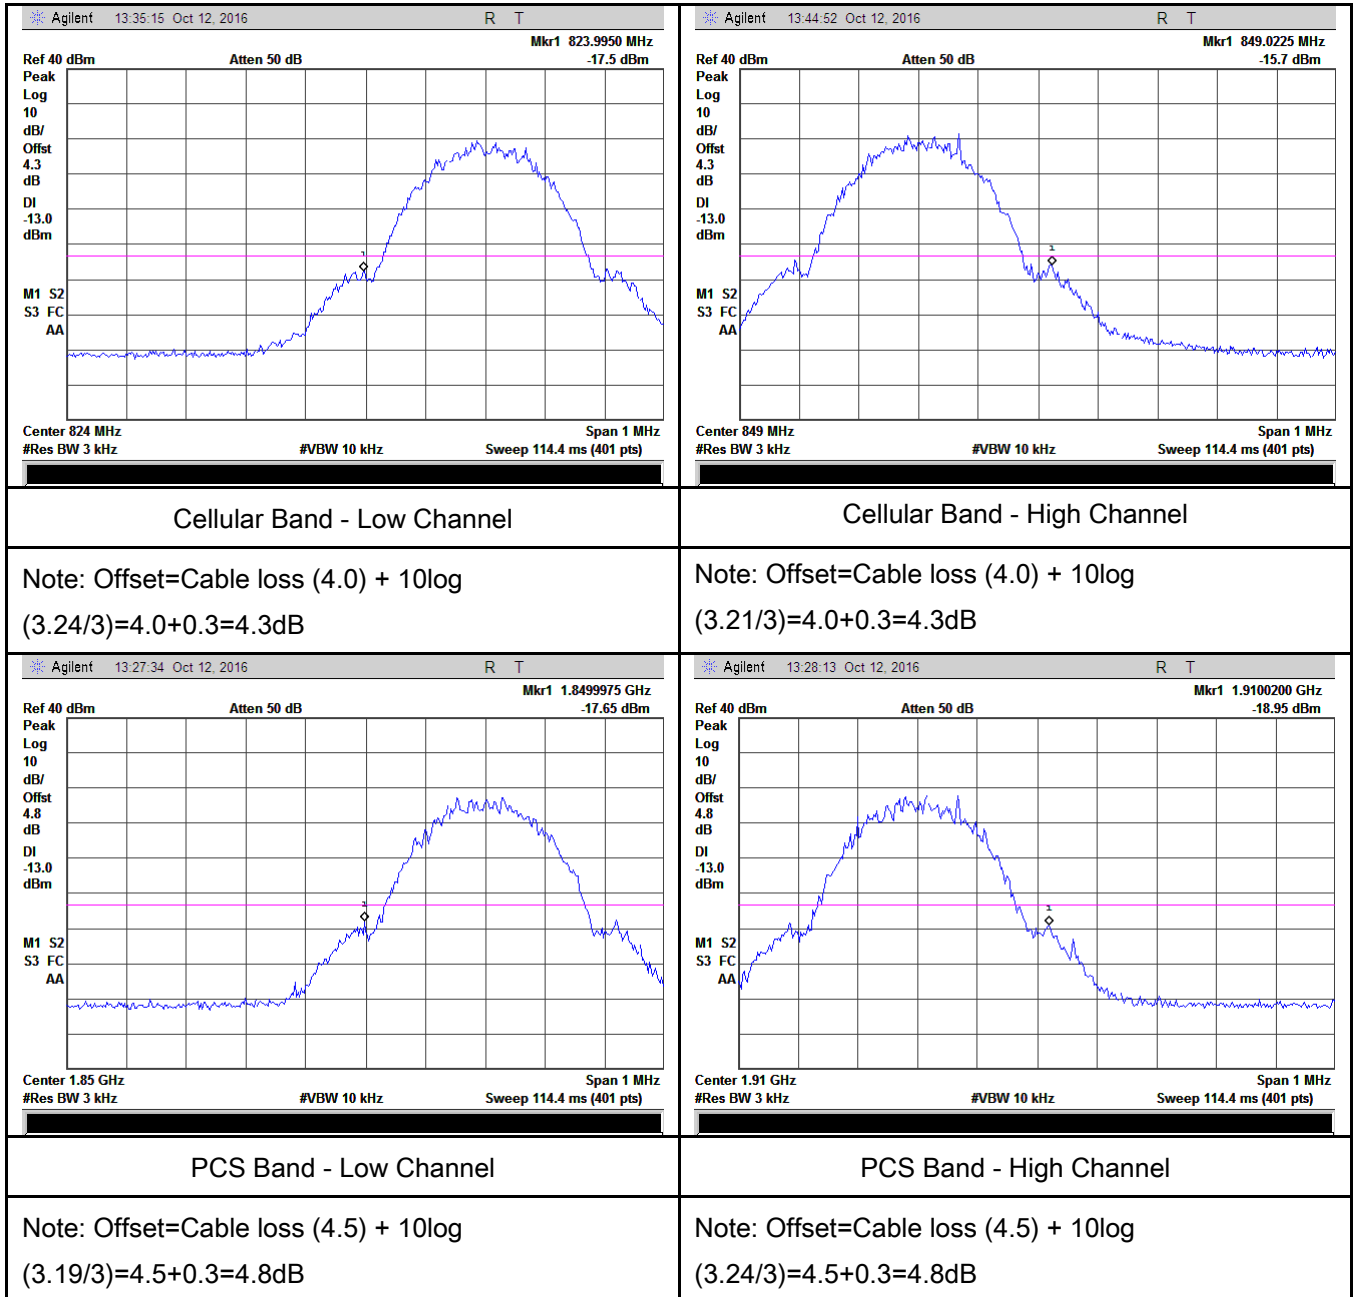 Agilent 13:35:15 Oct 12, 2016 R T
Mkr1 823.9950 MHz
Ref 40 dBm Atten 50 dB -17.5 dBm
Peak
Log
10
dB/
Offst
4.3
dB
DI
-13.0
dBm
1
M1 S2
S3 FC
AA
Center 824 MHz Span 1 MHz
#Res BW 3 kHz #VBW 10 kHz Sweep 114.4 ms (401 pts)
Agilent 13:44:52 Oct 12, 2016 R T
Mkr1 849.0225 MHz
Ref 40 dBm Atten 50 dB -15.7 dBm
Peak
Log
10
dB/
Offst
4.3
dB
DI
-13.0
dBm
1
M1 S2
S3 FC
AA
Center 849 MHz Span 1 MHz
#Res BW 3 kHz #VBW 10 kHz Sweep 114.4 ms (401 pts)
Cellular Band - Low Channel
Cellular Band - High Channel
Note: Offset=Cable loss (4.0) + 10log
(3.24/3)=4.0+0.3=4.3dB
Note: Offset=Cable loss (4.0) + 10log
(3.21/3)=4.0+0.3=4.3dB
Agilent 13:27:34 Oct 12, 2016 R T
Mkr1 1.8499975 GHz
Ref 40 dBm Atten 50 dB -17.65 dBm
Peak
Log
10
dB/
Offst
4.8
dB
DI
-13.0
dBm
1
M1 S2
S3 FC
AA
Center 1.85 GHz Span 1 MHz
#Res BW 3 kHz #VBW 10 kHz Sweep 114.4 ms (401 pts)
Agilent 13:28:13 Oct 12, 2016 R T
Mkr1 1.9100200 GHz
Ref 40 dBm Atten 50 dB -18.95 dBm
Peak
Log
10
dB/
Offst
4.8
dB
DI
-13.0
dBm
1
M1 S2
S3 FC
AA
Center 1.91 GHz Span 1 MHz
#Res BW 3 kHz #VBW 10 kHz Sweep 114.4 ms (401 pts)
PCS Band - Low Channel
PCS Band - High Channel
Note: Offset=Cable loss (4.5) + 10log
(3.19/3)=4.5+0.3=4.8dB
Note: Offset=Cable loss (4.5) + 10log
(3.24/3)=4.5+0.3=4.8dB